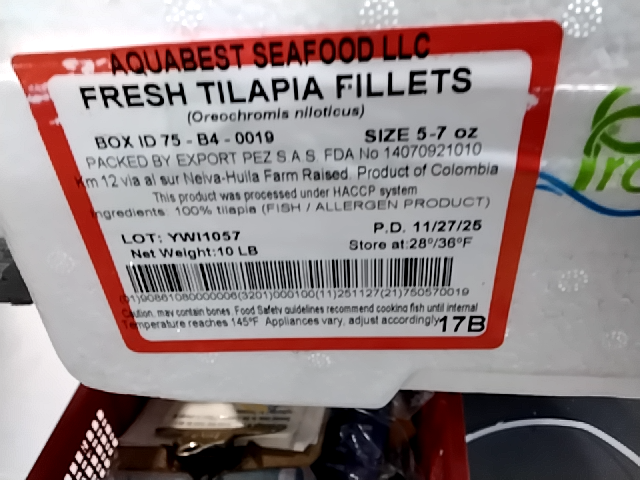 AQUABEST SEAFOOD LLC
FRESH TILAPIA FILLETS
(Oreochromis niloticus)
BOX ID 75 - B4 - 0019 SIZE 5-7 oz
PACKED BY EXPORT PEZ S.A.S. FDA No 14070921010
Km 12 via al sur Neiva-Huila Farm Raised. Product of Colombia
This product was processed under HACCP system
Ingredients: 100% tilapia (FISH / ALLERGEN PRODUCT)
LOT: YWI1057 P.D. 11/27/25
Net Weight:10 LB Store at:28º/36ºF
(01)90861080000006(3201)000100(11)251127(21)750570019
Caution, may contain bones. Food Safety guidelines recommend cooking fish until internal
Temperature reaches 145ºF. Appliances vary, adjust accordingly 17B